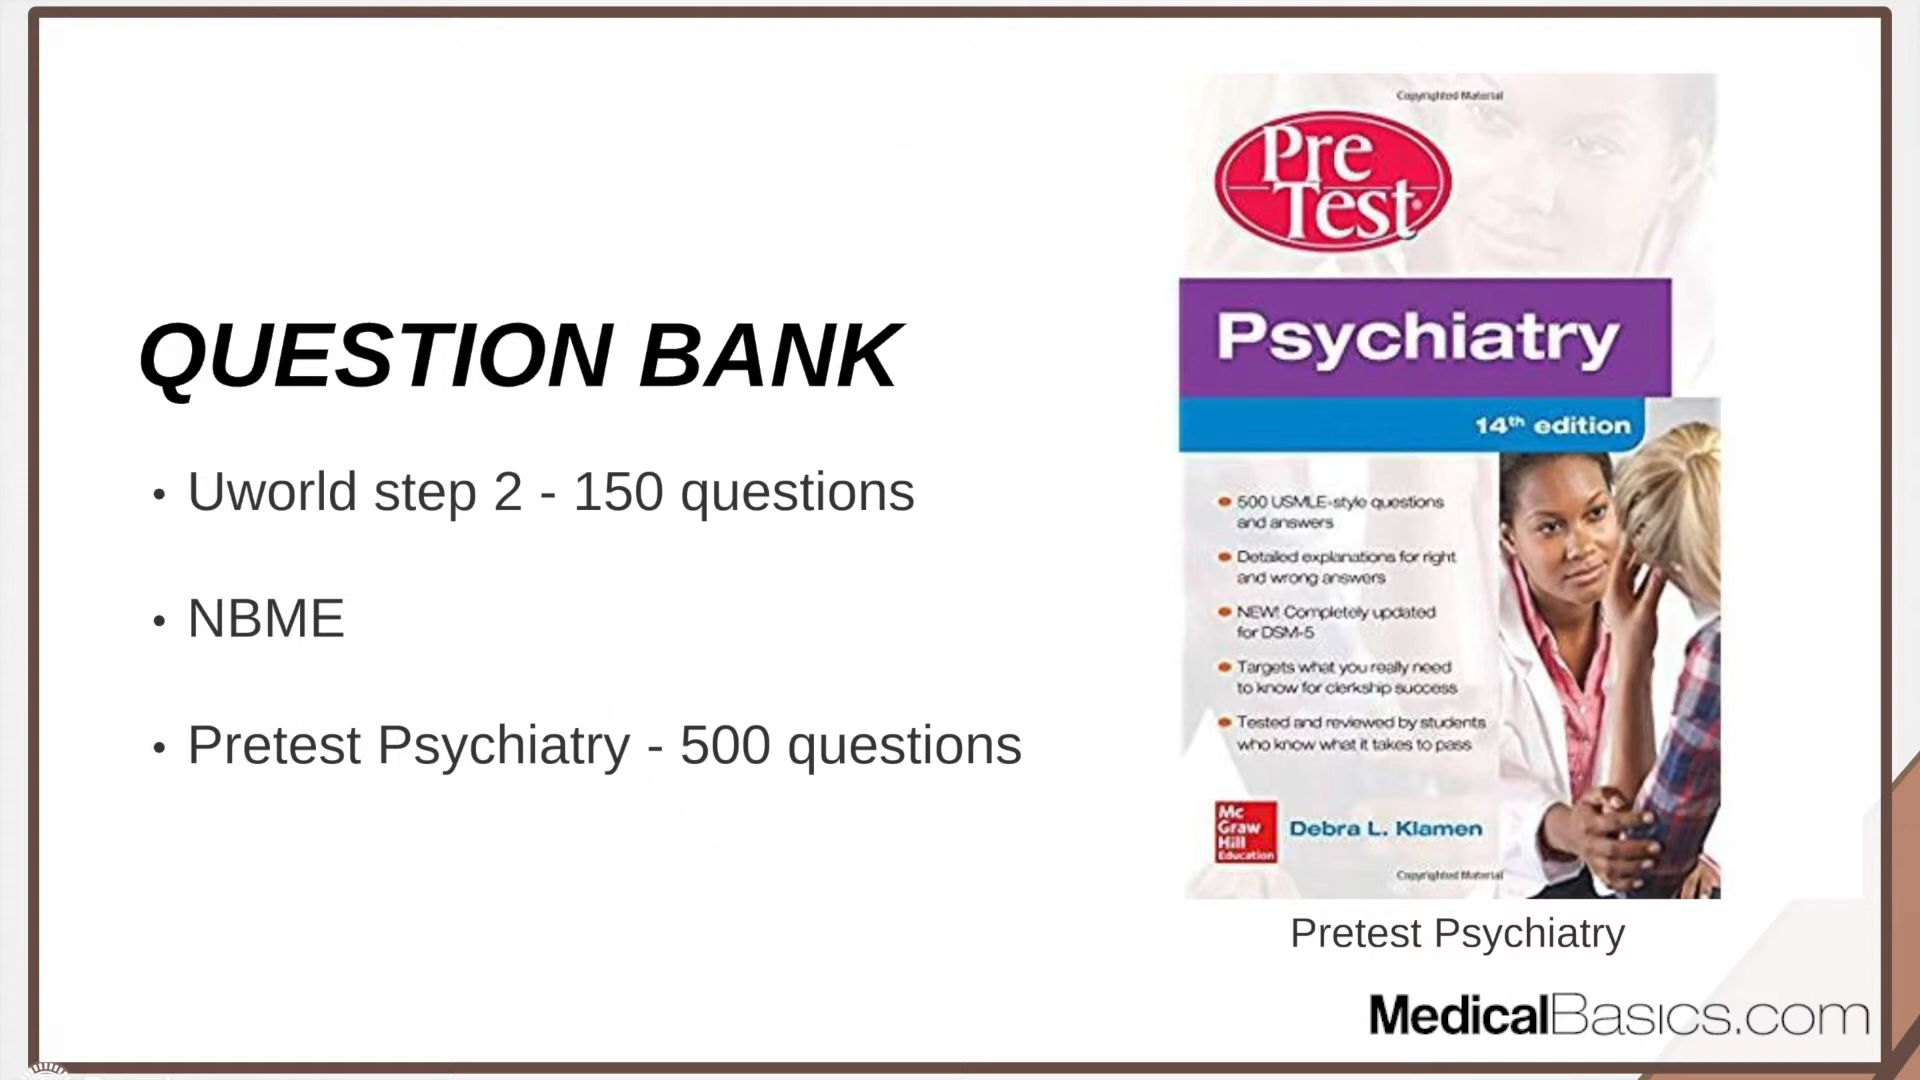 QUESTION BANK
• Uworld step 2 - 150 questions
• NBME
• Pretest Psychiatry - 500 questions
Copyrighted Material
Pre
Test®
Psychiatry
14th edition
500 USMLE-style questions
and answers
Detailed explanations for right
and wrong answers
NEW! Completely updated
for DSM-5
Targets what you really need
to know for clerkship success
Tested and reviewed by students
who know what it takes to pass
Mc
Graw
Hill
Education
Debra L. Klamen
Copyrighted Material
Pretest Psychiatry
MedicalBasics.com